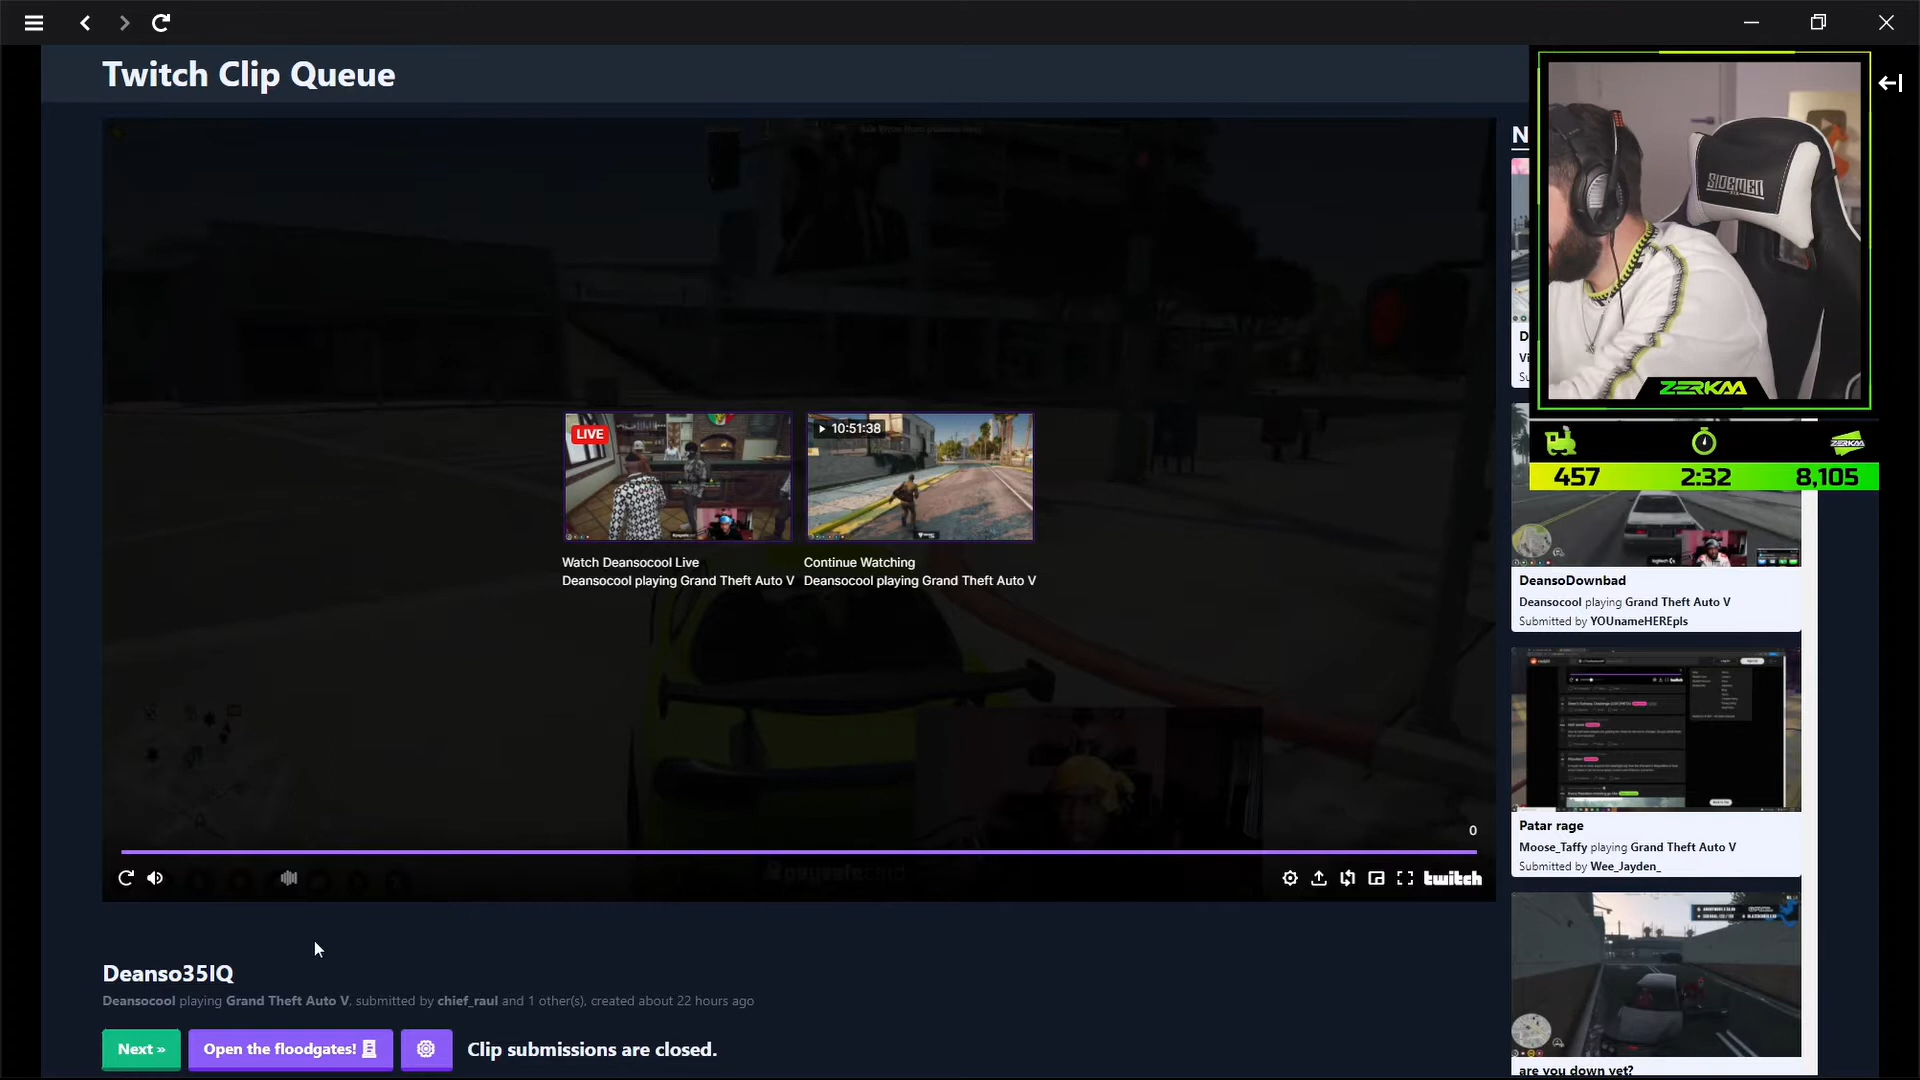 Twitch Clip Queue
N
SIDEMEN
ZERKAA
457
2:32
8,105
LIVE
10:51:38
Watch Deansocool Live
Deansocool playing Grand Theft Auto V
Continue Watching
Deansocool playing Grand Theft Auto V
0
twitch
D
Vi
Su
DeansoDownbad
Deansocool playing Grand Theft Auto V
Submitted by YOUnameHEREpls
Patar rage
Moose_Taffy playing Grand Theft Auto V
Submitted by Wee_Jayden_
are you down yet?
Deanso35IQ
Deansocool playing Grand Theft Auto V, submitted by chief_raul and 1 other(s), created about 22 hours ago
Next »
Open the floodgates!
Clip submissions are closed.